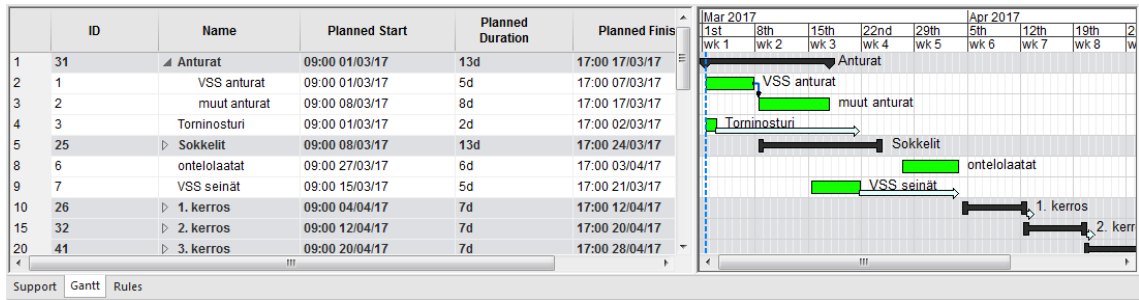 ID Name Planned Start Planned Duration Planned Finis
1 31 Anturat 09:00 01/03/17 13d 17:00 17/03/17
2 1 VSS anturat 09:00 01/03/17 5d 17:00 07/03/17
3 2 muut anturat 09:00 08/03/17 8d 17:00 17/03/17
4 3 Torninosturi 09:00 01/03/17 2d 17:00 02/03/17
5 25 Sokkelit 09:00 08/03/17 13d 17:00 24/03/17
8 6 ontelolaatat 09:00 27/03/17 6d 17:00 03/04/17
9 7 VSS seinät 09:00 15/03/17 5d 17:00 21/03/17
10 26 1. kerros 09:00 04/04/17 7d 17:00 12/04/17
15 32 2. kerros 09:00 12/04/17 7d 17:00 20/04/17
20 41 3. kerros 09:00 20/04/17 7d 17:00 28/04/17
Mar 2017 Apr 2017
1st 8th 15th 22nd 29th 5th 12th 19th 2
wk 1 wk 2 wk 3 wk 4 wk 5 wk 6 wk 7 wk 8 w
Anturat
VSS anturat
muut anturat
Torninosturi
Sokkelit
ontelolaatat
VSS seinät
1. kerros
2. kerr
Support Gantt Rules